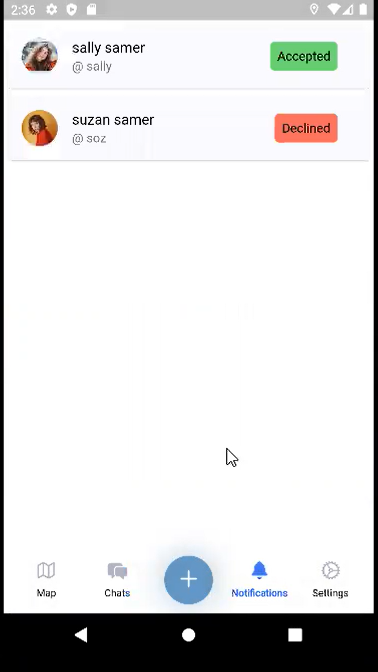 2:36
sally samer
@ sally
Accepted
suzan samer
@ soz
Declined
Map
Chats
Notifications
Settings